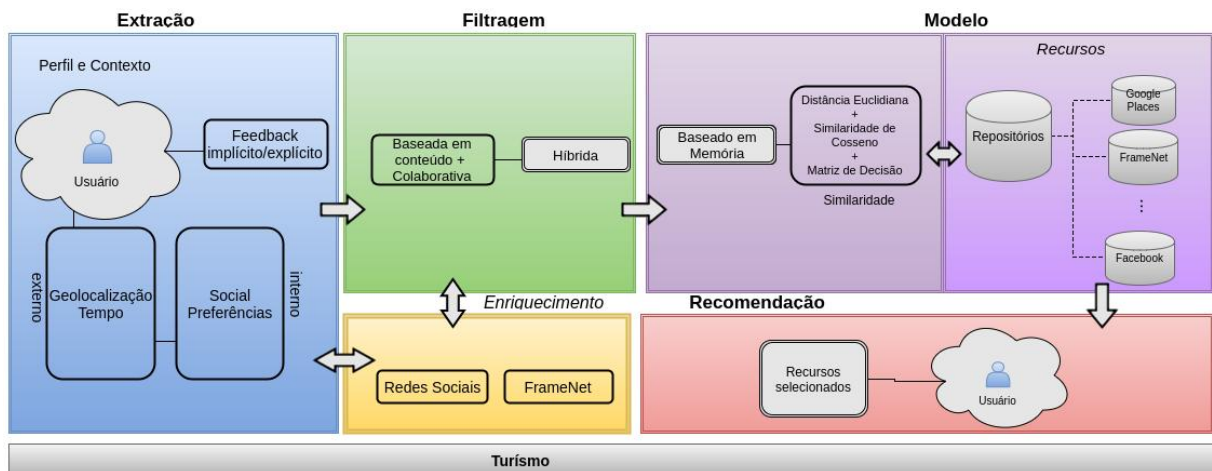 Extração
Filtragem
Modelo
Perfil e Contexto
Usuário
Feedback
implícito/explícito
externo
Geolocalização
Tempo
Social
Preferências
interno
Baseada em
conteúdo +
Colaborativa
Híbrida
Baseado em
Memória
Distância Euclidiana
+
Similaridade de
Cosseno
+
Matriz de Decisão
Similaridade
Recursos
Repositórios
Google
Places
FrameNet
⋮
Facebook
Enriquecimento
Redes Sociais
FrameNet
Recomendação
Recursos
selecionados
Usuário
Turísmo